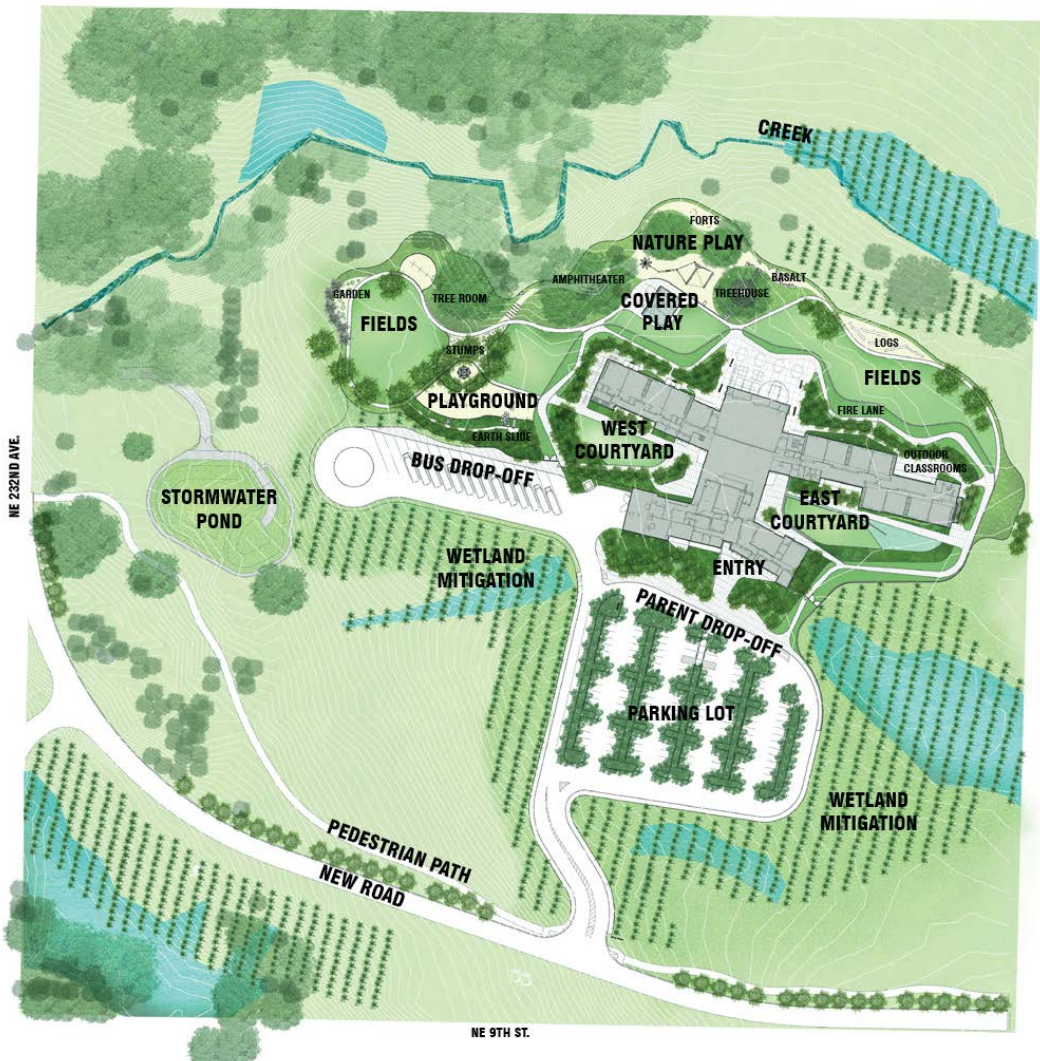 CREEK
FORTS
NATURE PLAY
BASALT
AMPHITHEATER
TREEHOUSE
GARDEN
TREE ROOM
COVERED
PLAY
FIELDS
LOGS
STUMPS
FIELDS
PLAYGROUND
FIRE LANE
WEST
COURTYARD
EARTH SLIDE
OUTDOOR
CLASSROOMS
BUS DROP-OFF
NE 232ND AVE.
STORMWATER
POND
EAST
COURTYARD
WETLAND
MITIGATION
ENTRY
PARENT DROP-OFF
PARKING LOT
WETLAND
MITIGATION
PEDESTRIAN PATH
NEW ROAD
NE 9TH ST.